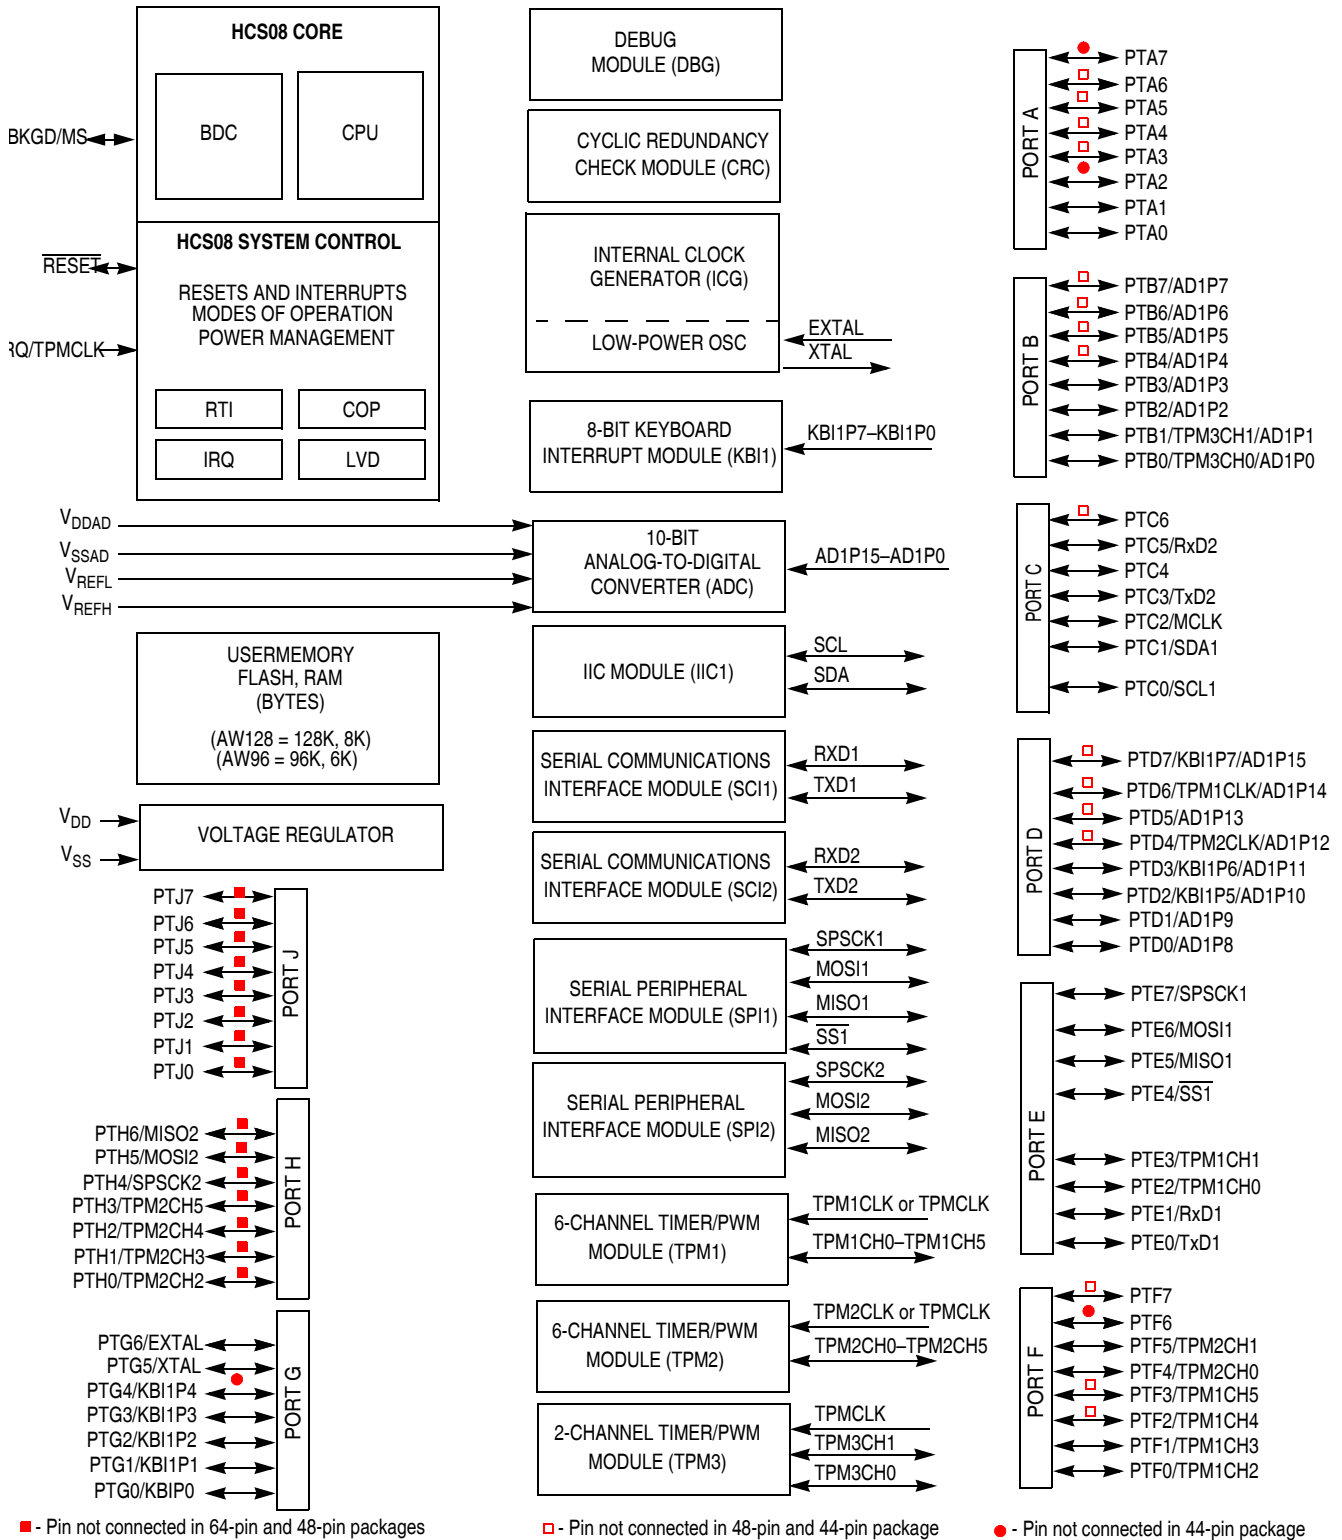 HCS08 CORE
BDC
CPU
BKGD/MS
HCS08 SYSTEM CONTROL
RESET
RESETS AND INTERRUPTS
MODES OF OPERATION
POWER MANAGEMENT
RQ/TPMCLK
RTI
COP
IRQ
LVD
VDDAD
VSSAD
VREFL
VREFH
USERMEMORY
FLASH, RAM
(BYTES)
(AW128 = 128K, 8K)
(AW96 = 96K, 6K)
VDD
VSS
VOLTAGE REGULATOR
PTJ7
PTJ6
PTJ5
PTJ4
PTJ3
PTJ2
PTJ1
PTJ0
PORT J
PTH6/MISO2
PTH5/MOSI2
PTH4/SPSCK2
PTH3/TPM2CH5
PTH2/TPM2CH4
PTH1/TPM2CH3
PTH0/TPM2CH2
PORT H
PTG6/EXTAL
PTG5/XTAL
PTG4/KBI1P4
PTG3/KBI1P3
PTG2/KBI1P2
PTG1/KBI1P1
PTG0/KBIP0
PORT G
DEBUG
MODULE (DBG)
CYCLIC REDUNDANCY
CHECK MODULE (CRC)
INTERNAL CLOCK
GENERATOR (ICG)
LOW-POWER OSC
EXTAL
XTAL
8-BIT KEYBOARD
INTERRUPT MODULE (KBI1)
KBI1P7–KBI1P0
10-BIT
ANALOG-TO-DIGITAL
CONVERTER (ADC)
AD1P15–AD1P0
IIC MODULE (IIC1)
SCL
SDA
SERIAL COMMUNICATIONS
INTERFACE MODULE (SCI1)
RXD1
TXD1
SERIAL COMMUNICATIONS
INTERFACE MODULE (SCI2)
RXD2
TXD2
SERIAL PERIPHERAL
INTERFACE MODULE (SPI1)
SPSCK1
MOSI1
MISO1
SS1
SERIAL PERIPHERAL
INTERFACE MODULE (SPI2)
SPSCK2
MOSI2
MISO2
6-CHANNEL TIMER/PWM
MODULE (TPM1)
TPM1CLK or TPMCLK
TPM1CH0–TPM1CH5
6-CHANNEL TIMER/PWM
MODULE (TPM2)
TPM2CLK or TPMCLK
TPM2CH0–TPM2CH5
2-CHANNEL TIMER/PWM
MODULE (TPM3)
TPMCLK
TPM3CH1
TPM3CH0
PORT A
PTA7
PTA6
PTA5
PTA4
PTA3
PTA2
PTA1
PTA0
PORT B
PTB7/AD1P7
PTB6/AD1P6
PTB5/AD1P5
PTB4/AD1P4
PTB3/AD1P3
PTB2/AD1P2
PTB1/TPM3CH1/AD1P1
PTB0/TPM3CH0/AD1P0
PORT C
PTC6
PTC5/RxD2
PTC4
PTC3/TxD2
PTC2/MCLK
PTC1/SDA1
PTC0/SCL1
PORT D
PTD7/KBI1P7/AD1P15
PTD6/TPM1CLK/AD1P14
PTD5/AD1P13
PTD4/TPM2CLK/AD1P12
PTD3/KBI1P6/AD1P11
PTD2/KBI1P5/AD1P10
PTD1/AD1P9
PTD0/AD1P8
PORT E
PTE7/SPSCK1
PTE6/MOSI1
PTE5/MISO1
PTE4/SS1
PTE3/TPM1CH1
PTE2/TPM1CH0
PTE1/RxD1
PTE0/TxD1
PORT F
PTF7
PTF6
PTF5/TPM2CH1
PTF4/TPM2CH0
PTF3/TPM1CH5
PTF2/TPM1CH4
PTF1/TPM1CH3
PTF0/TPM1CH2
- Pin not connected in 64-pin and 48-pin packages
- Pin not connected in 48-pin and 44-pin package
- Pin not connected in 44-pin package